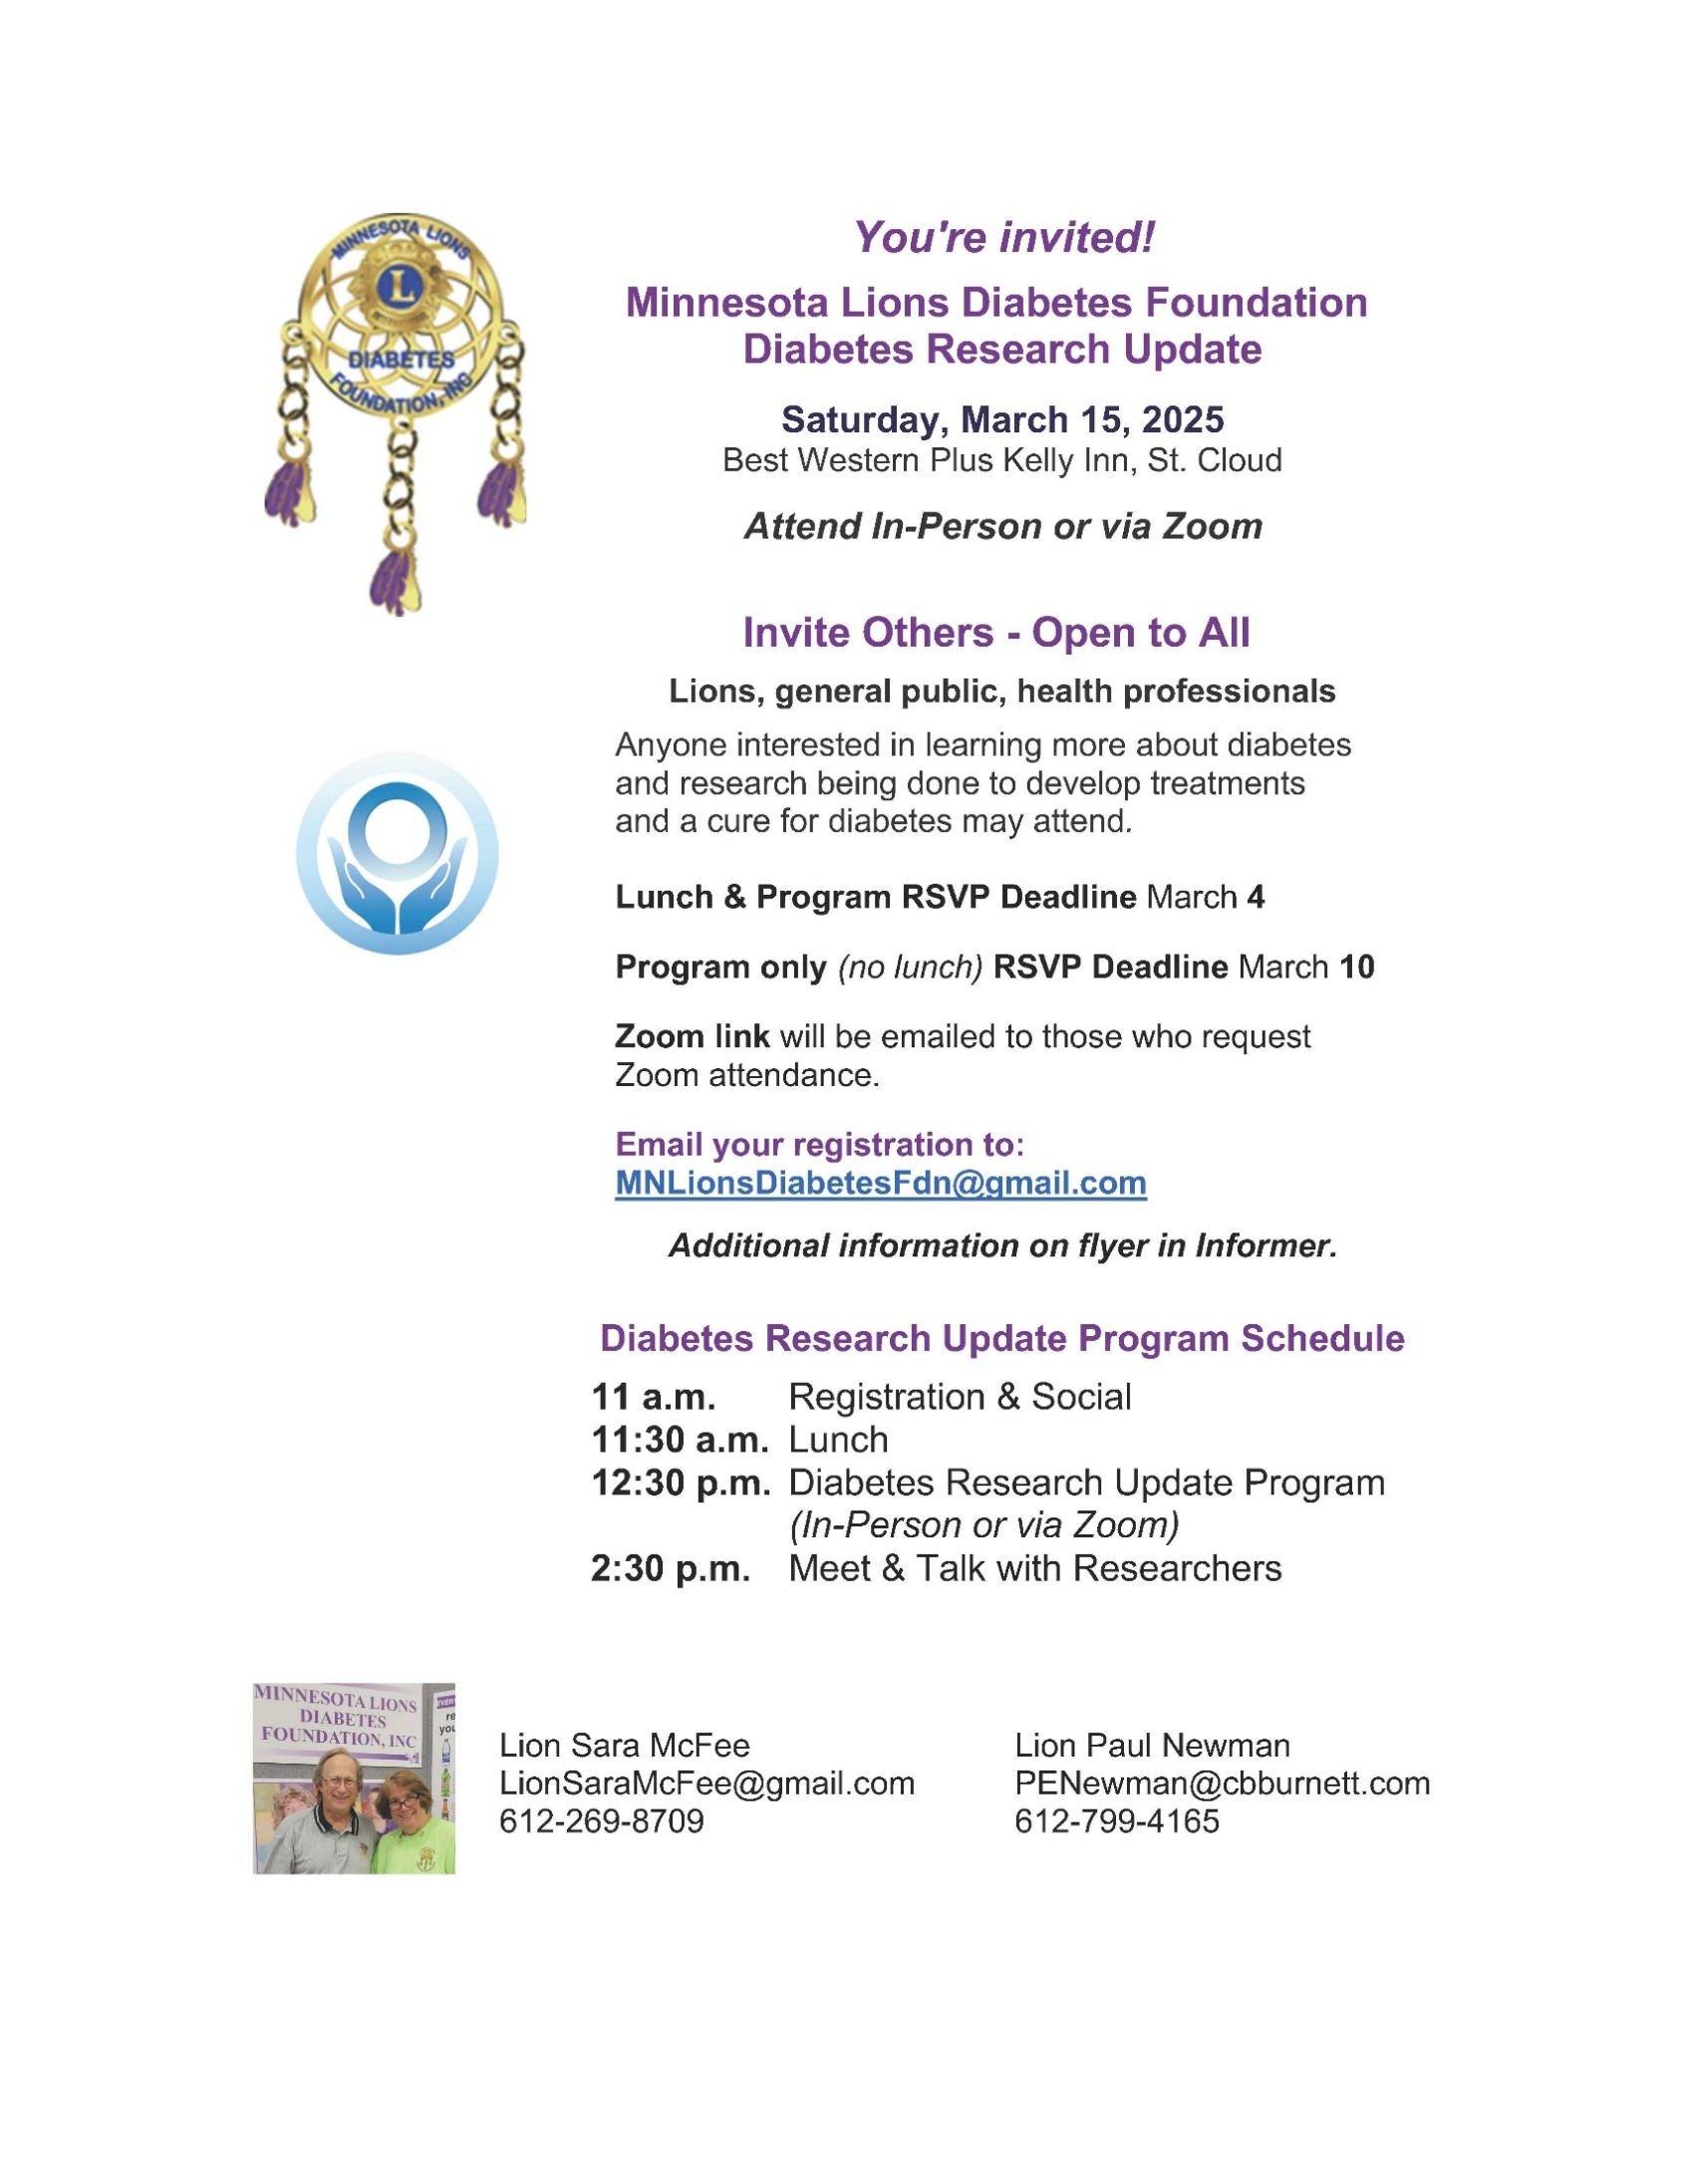 MINNESOTA LIONS
L
DIABETES
FOUNDATION, INC
You're invited!
Minnesota Lions Diabetes Foundation
Diabetes Research Update
Saturday, March 15, 2025
Best Western Plus Kelly Inn, St. Cloud
Attend In-Person or via Zoom
Invite Others - Open to All
Lions, general public, health professionals
Anyone interested in learning more about diabetes
and research being done to develop treatments
and a cure for diabetes may attend.
Lunch & Program RSVP Deadline March 4
Program only (no lunch) RSVP Deadline March 10
Zoom link will be emailed to those who request
Zoom attendance.
Email your registration to:
MNLionsDiabetesFdn@gmail.com
Additional information on flyer in Informer.
Diabetes Research Update Program Schedule
11 a.m. Registration & Social
11:30 a.m. Lunch
12:30 p.m. Diabetes Research Update Program
(In-Person or via Zoom)
2:30 p.m. Meet & Talk with Researchers
MINNESOTA LIONS
DIABETES
FOUNDATION, INC
Lion Sara McFee
LionSaraMcFee@gmail.com
612-269-8709
Lion Paul Newman
PENewman@cbburnett.com
612-799-4165